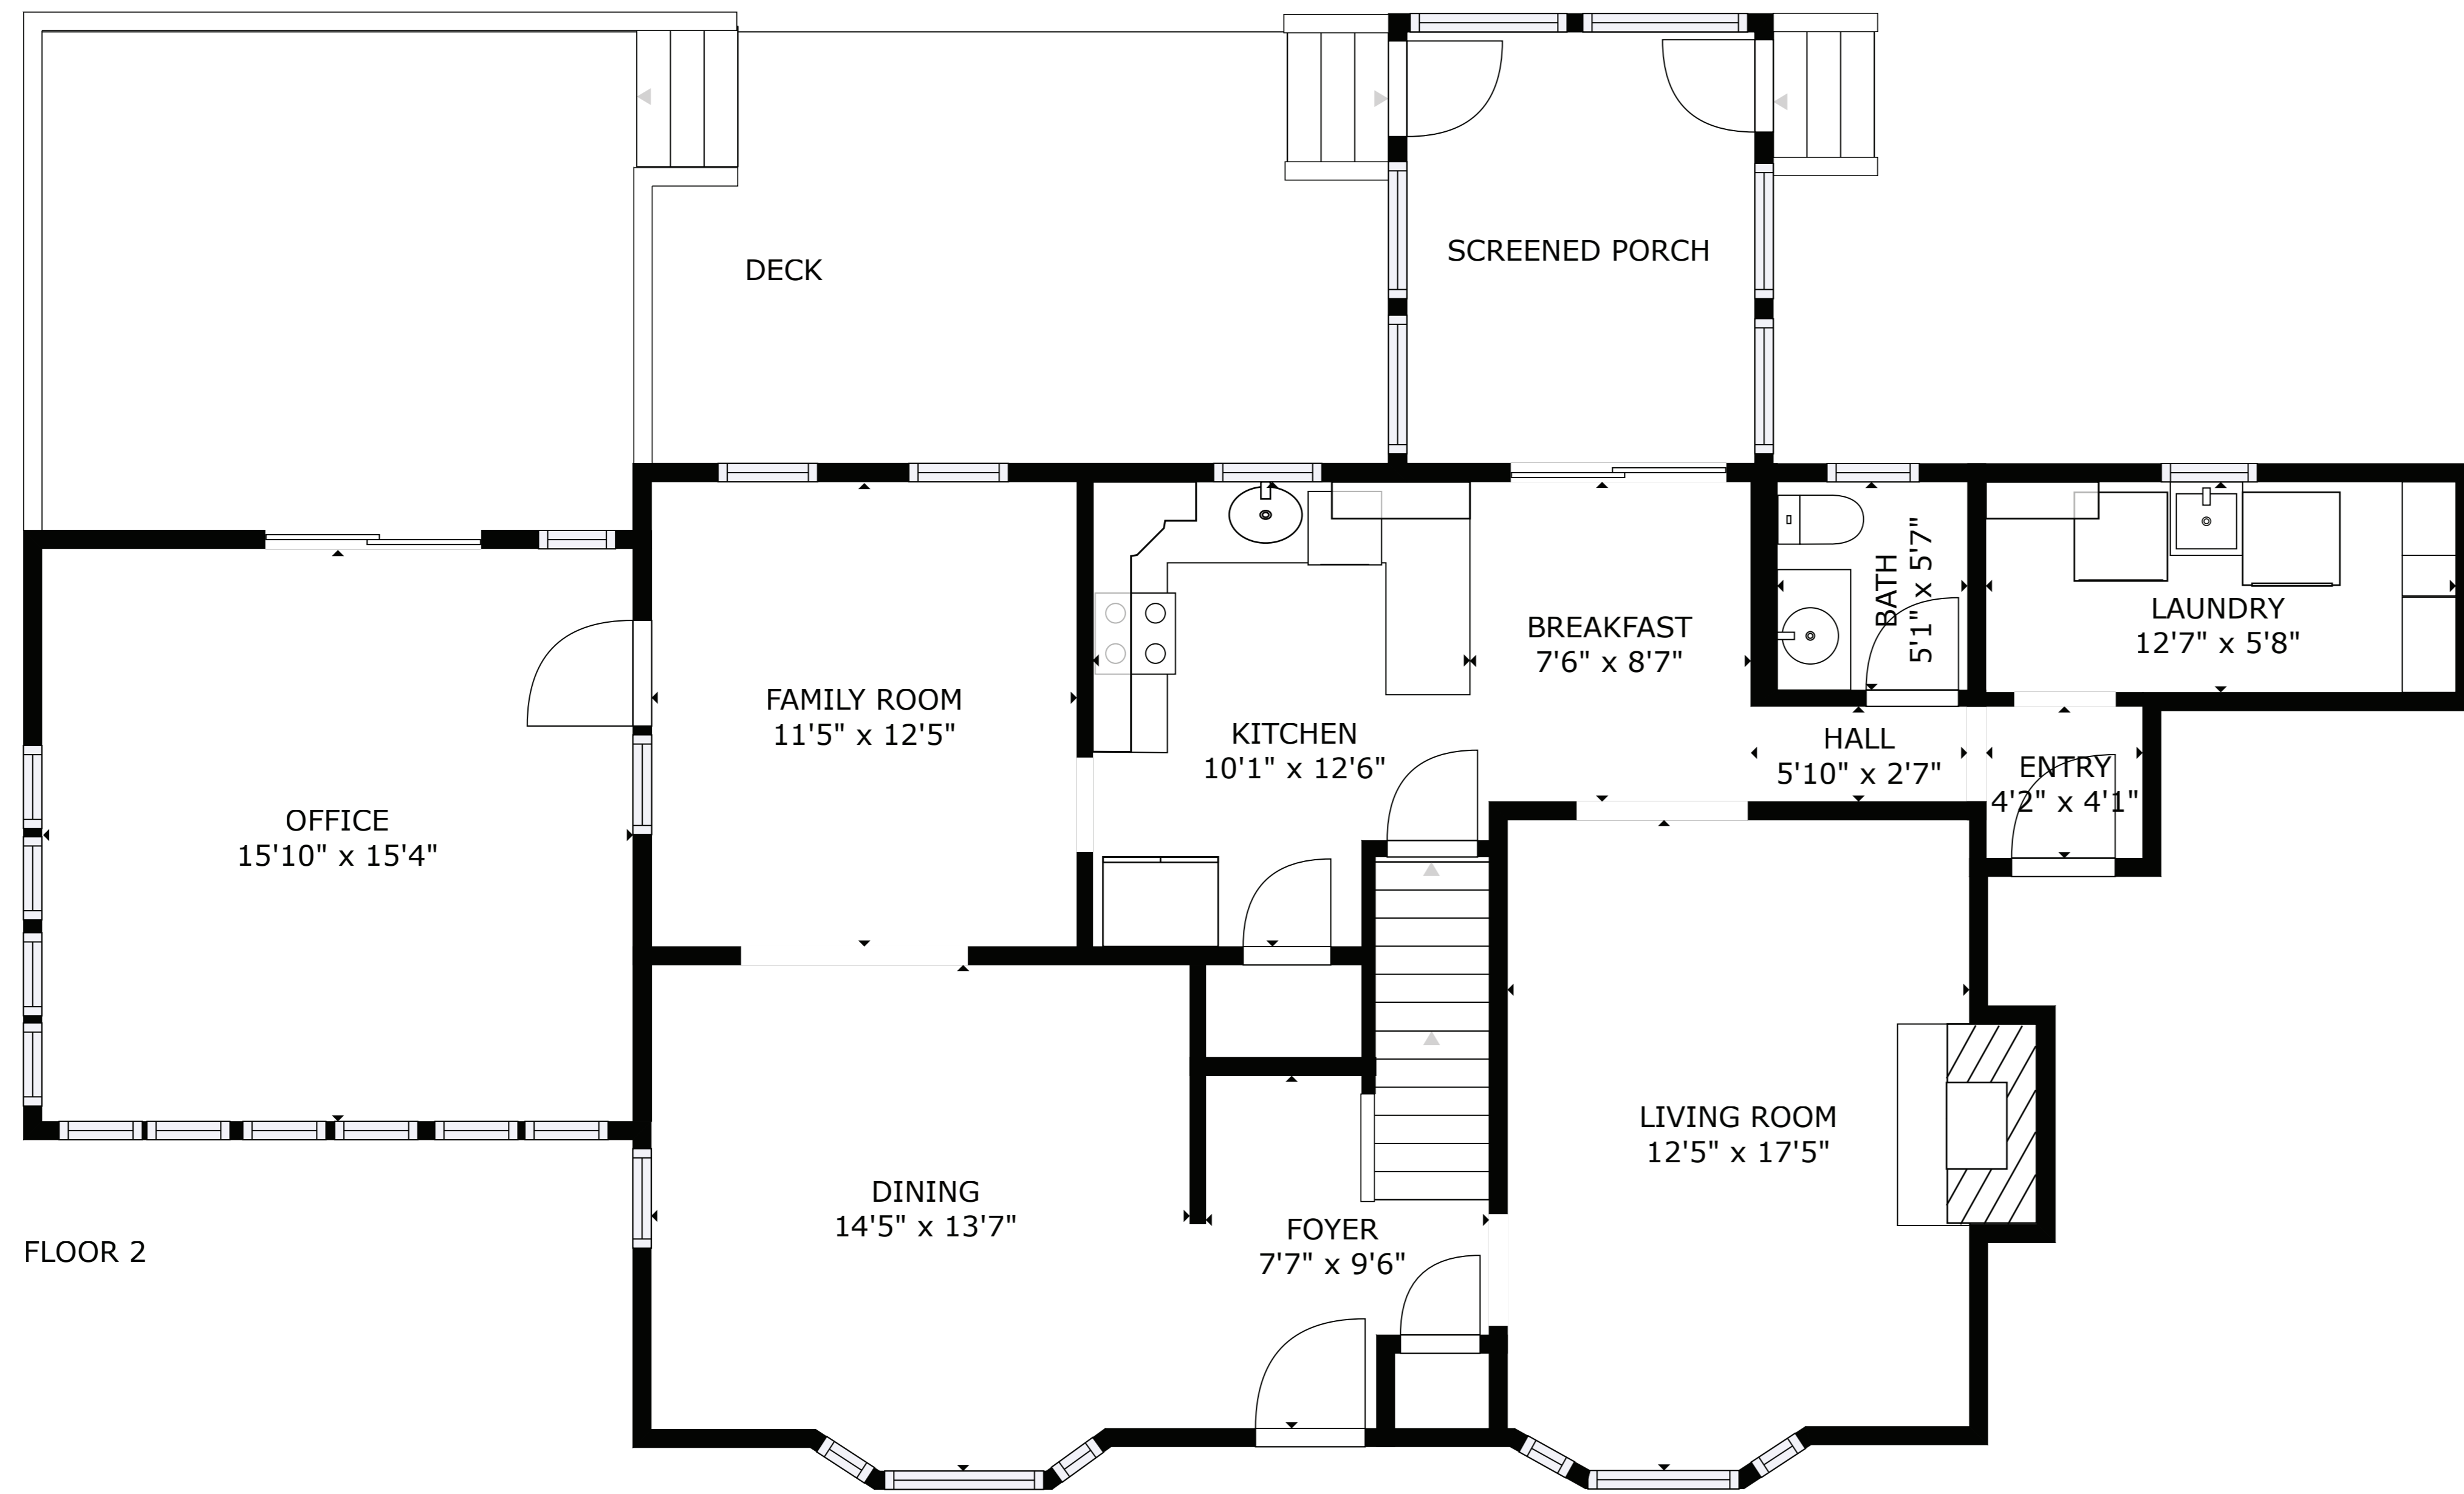 DECK
SCREENED PORCH
FAMILY ROOM
11'5" x 12'5"
KITCHEN
10'1" x 12'6"
BREAKFAST
7'6" x 8'7"
BATH
5'1" x 5'7"
LAUNDRY
12'7" x 5'8"
HALL
5'10" x 2'7"
ENTRY
4'2" x 4'1"
OFFICE
15'10" x 15'4"
LIVING ROOM
12'5" x 17'5"
DINING
14'5" x 13'7"
FOYER
7'7" x 9'6"
FLOOR 2